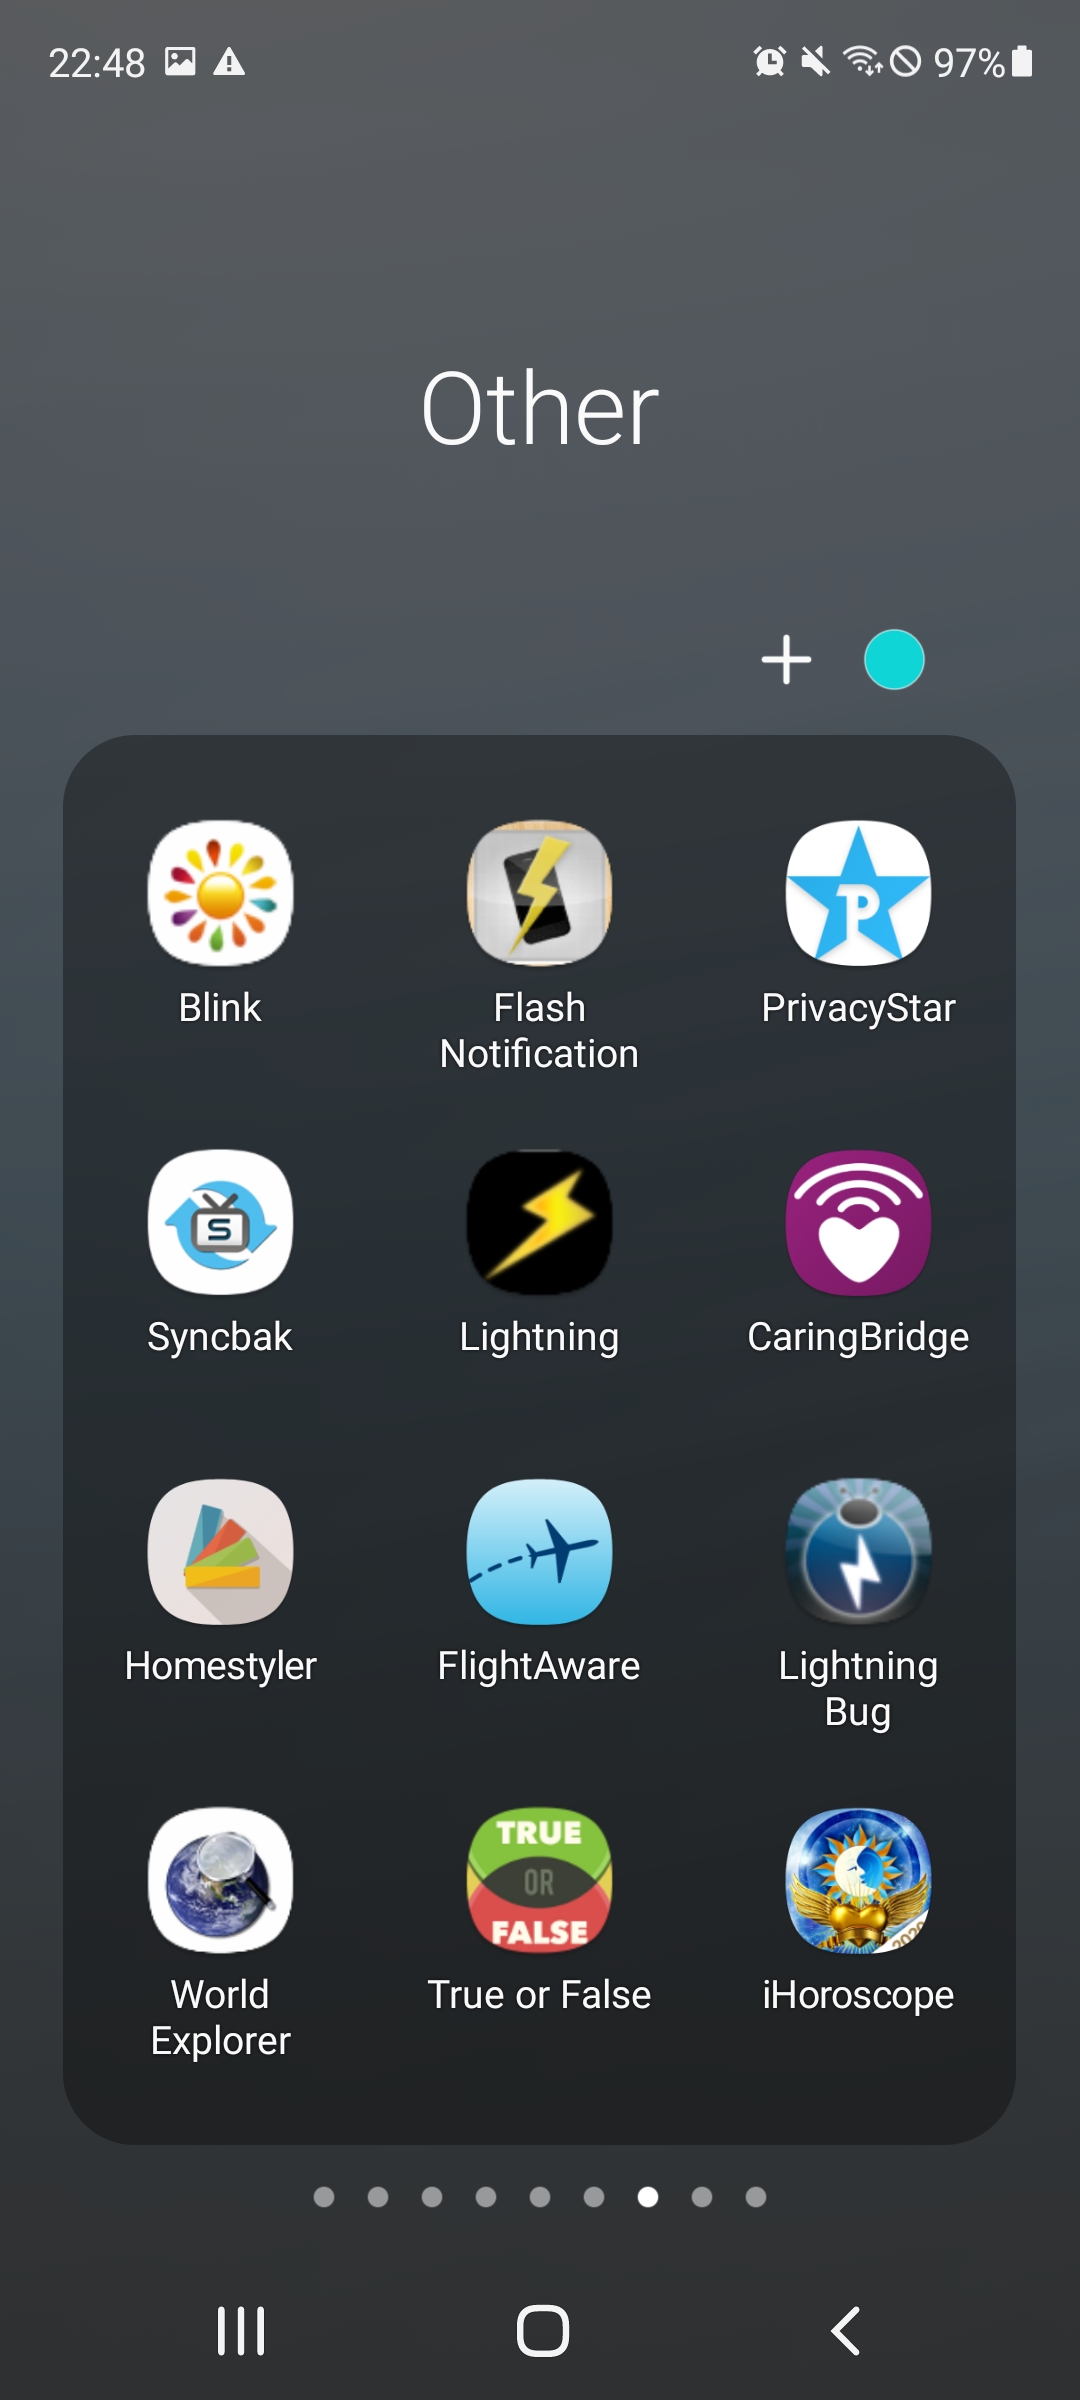 22:48 97%
Other
Blink
Flash
Notification
PrivacyStar
Syncbak
Lightning
CaringBridge
Homestyler
FlightAware
Lightning
Bug
TRUE
OR
FALSE
2020
World
Explorer
True or False
iHoroscope
P
S